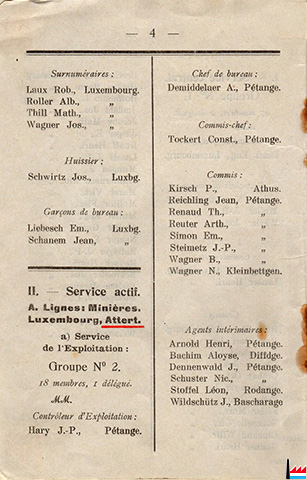 — 4 —
Surnuméraires :
Laux Rob., Luxembourg.
Roller Alb., „
Thill Math., „
Wagner Jos., „
Huissier :
Schwirtz Jos., Luxbg.
Garçons de bureau :
Liebesch Em., Luxbg.
Schanem Jean, „
II. — Service actif.
A. Lignes: Minières.
Luxembourg, Attert.
a) Service
de l'Exploitation :
Groupe N° 2.
18 membres, 1 délégué.
MM.
Contrôleur d'Exploitation :
Hary J.-P., Pétange.
Chef de bureau :
Demiddelaer A., Pétange.
Commis-chef :
Tockert Const., Pétange.
Commis :
Kirsch P., Athus.
Reichling Jean, Pétange.
Renaud Th., „
Reuter Arth., „
Simon Em., „
Steimetz J.-P., „
Wagner B., „
Wagner N., Kleinbettgen.
Agents intérimaires :
Arnold Henri, Pétange.
Bachim Aloyse, Diffdge.
Dennenwald J., Pétange.
Schuster Nic., „
Stoffel Léon, Rodange.
Wildschütz J., Bascharage